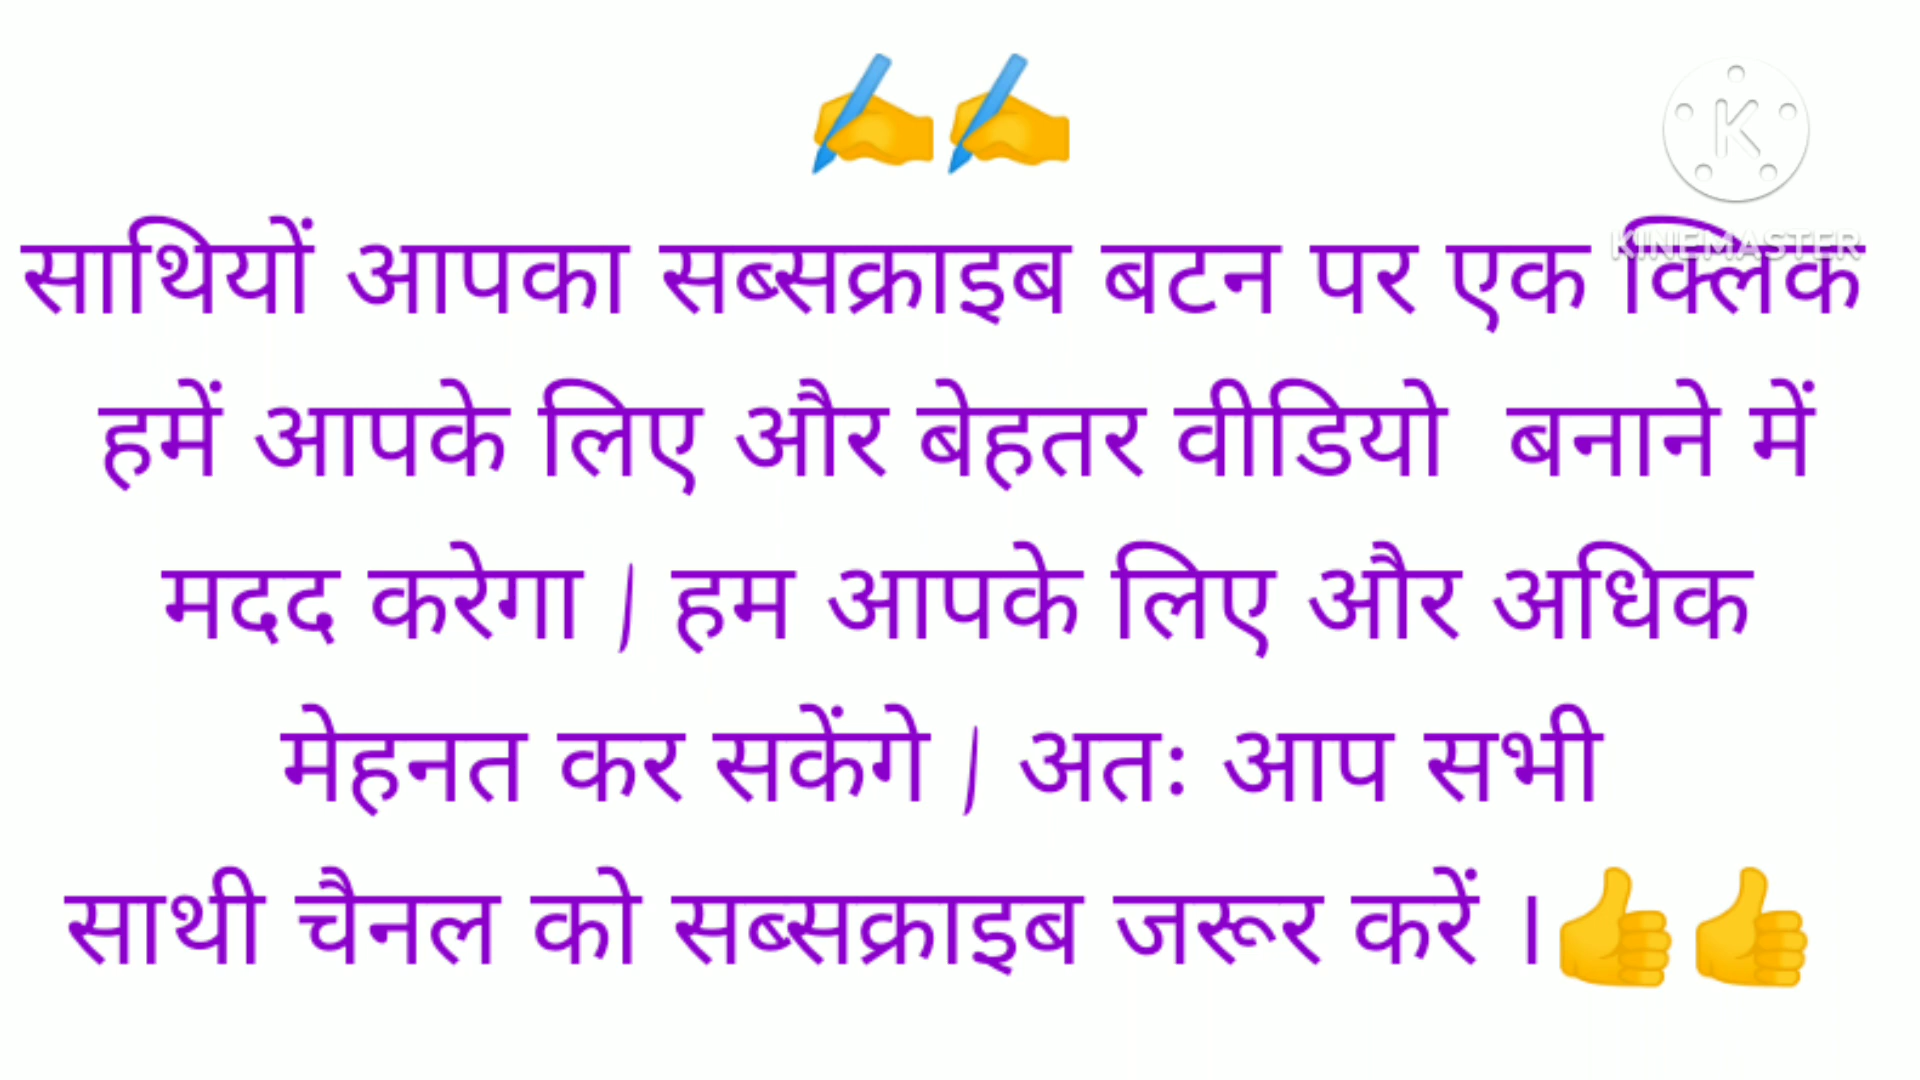 ✍✍
K
KINEMASTER
साथियों आपका सब्सक्राइब बटन पर एक क्लिक
हमें आपके लिए और बेहतर वीडियो  बनाने में
मदद करेगा / हम आपके लिए और अधिक
मेहनत कर सकेंगे / अतः आप सभी
साथी चैनल को सब्सक्राइब जरूर करें ।👍👍